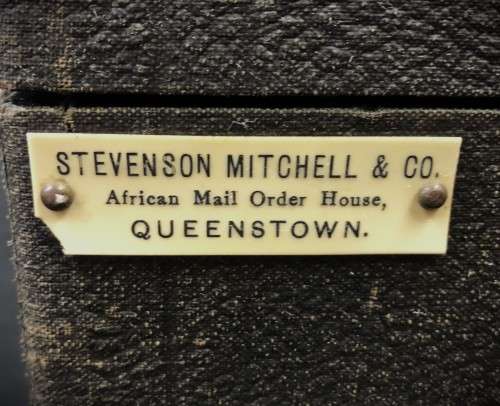 STEVENSON MITCHELL & CO.
African Mail Order House,
QUEENSTOWN.